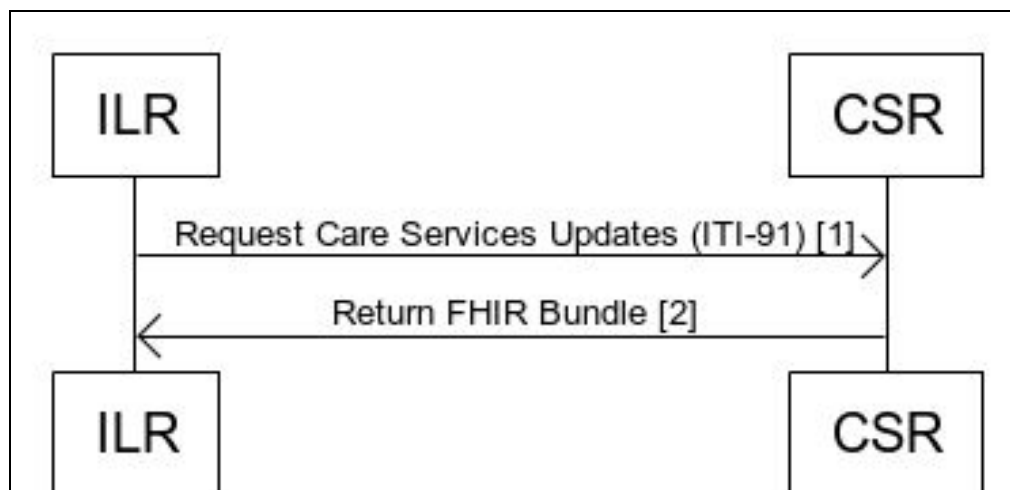 ILR CSR
Request Care Services Updates (ITI-91) [1]
Return FHIR Bundle [2]
ILR CSR